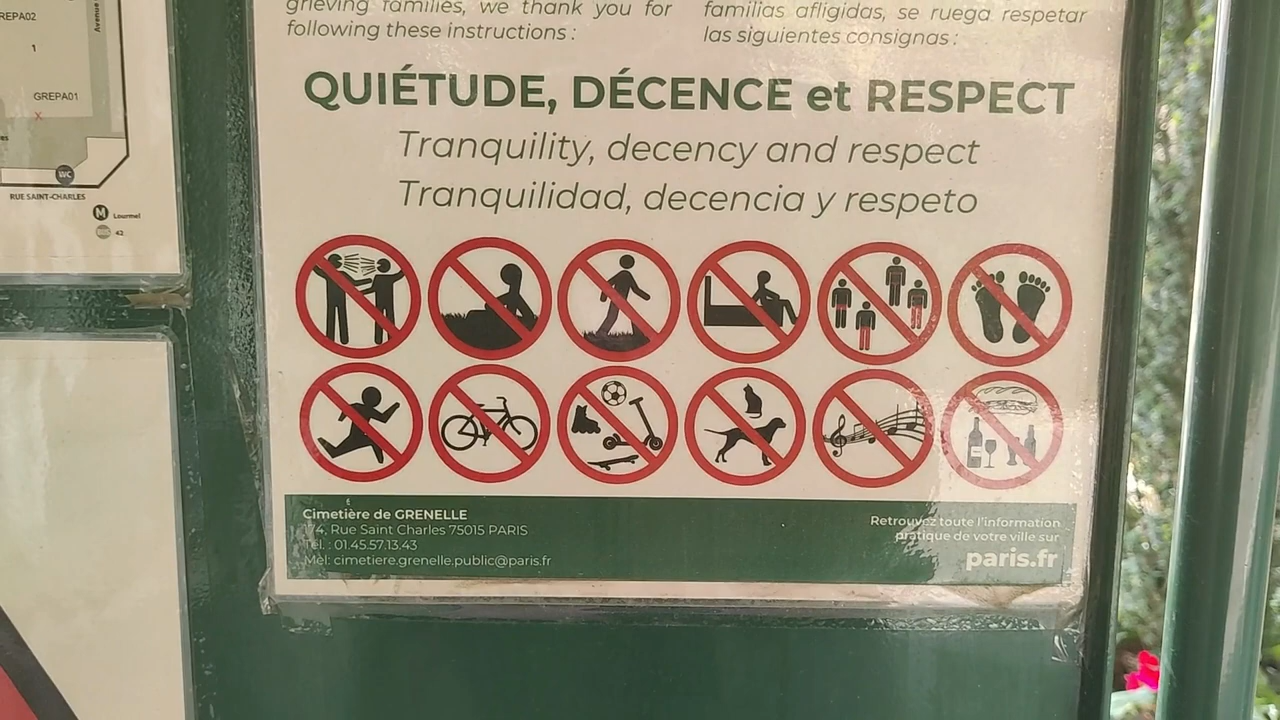 REPA02
Avenue
1
GREPA01
X
WC
RUE SAINT-CHARLES
M Lourmel
42
grieving families, we thank you for
following these instructions :
familias afligidas, se ruega respetar
las siguientes consignas :
QUIÉTUDE, DÉCENCE et RESPECT
Tranquility, decency and respect
Tranquilidad, decencia y respeto
Cimetière de GRENELLE
174, Rue Saint Charles 75015 PARIS
Tél. : 01.45.57.13.43
Mèl: cimetiere.grenelle.public@paris.fr
Retrouvez toute l'information
pratique de votre ville sur
paris.fr